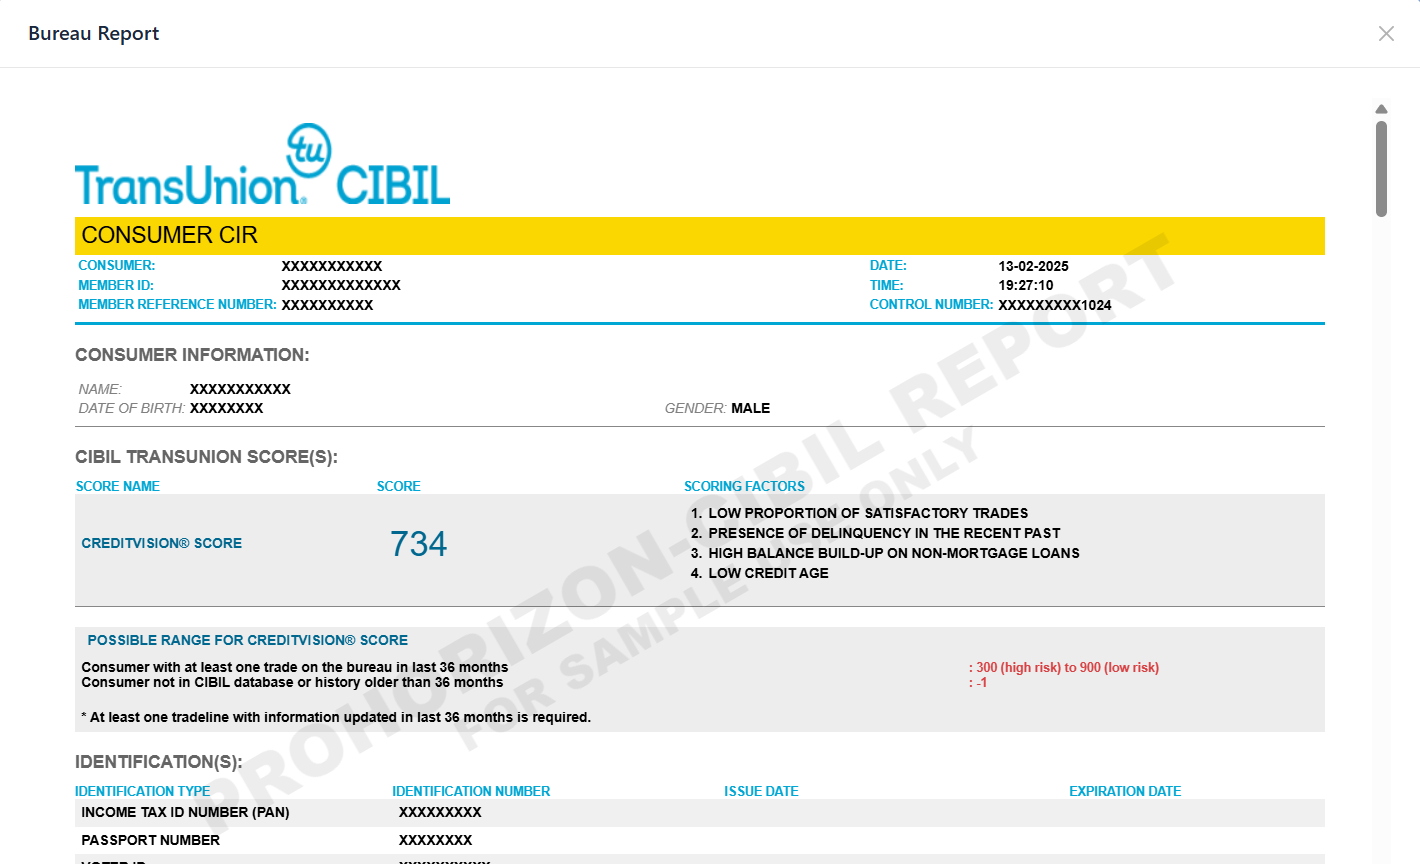 Bureau Report
tu
TransUnion® CIBIL
CONSUMER CIR
CONSUMER: XXXXXXXXXXX DATE: 13-02-2025
MEMBER ID: XXXXXXXXXXXXX TIME: 19:27:10
MEMBER REFERENCE NUMBER: XXXXXXXXXX CONTROL NUMBER: XXXXXXXXX1024
CONSUMER INFORMATION:
NAME: XXXXXXXXXXX
DATE OF BIRTH: XXXXXXXX GENDER: MALE
CIBIL TRANSUNION SCORE(S):
SCORE NAME SCORE SCORING FACTORS
CREDITVISION® SCORE 734
1. LOW PROPORTION OF SATISFACTORY TRADES
2. PRESENCE OF DELINQUENCY IN THE RECENT PAST
3. HIGH BALANCE BUILD-UP ON NON-MORTGAGE LOANS
4. LOW CREDIT AGE
POSSIBLE RANGE FOR CREDITVISION® SCORE
Consumer with at least one trade on the bureau in last 36 months : 300 (high risk) to 900 (low risk)
Consumer not in CIBIL database or history older than 36 months : -1
* At least one tradeline with information updated in last 36 months is required.
IDENTIFICATION(S):
IDENTIFICATION TYPE IDENTIFICATION NUMBER ISSUE DATE EXPIRATION DATE
INCOME TAX ID NUMBER (PAN) XXXXXXXXX
PASSPORT NUMBER XXXXXXXX
PROHORIZON-CIBIL REPORT
FOR SAMPLE USE ONLY